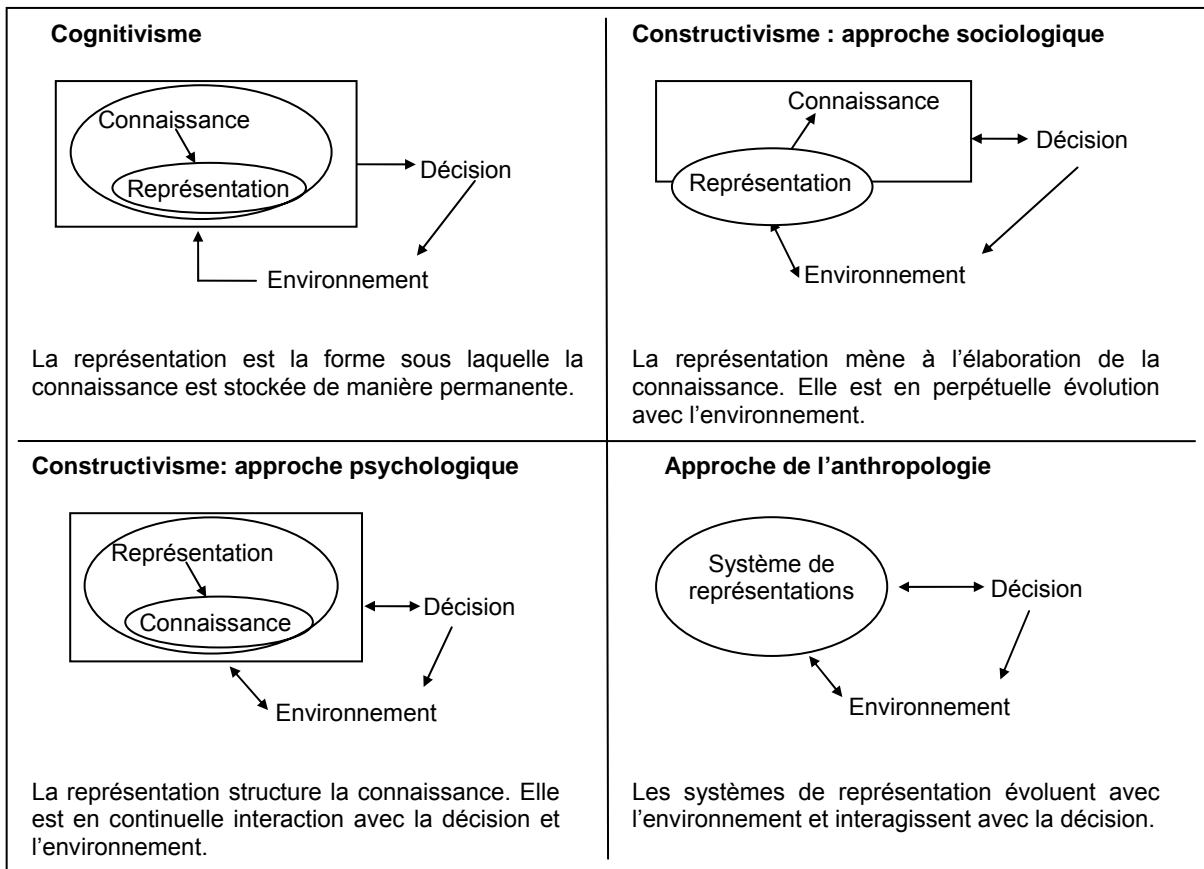 Cognitivisme
Connaissance
Représentation
Décision
Environnement
La représentation est la forme sous laquelle la
connaissance est stockée de manière permanente.
Constructivisme : approche sociologique
Connaissance
Décision
Représentation
Environnement
La représentation mène à l’élaboration de la
connaissance. Elle est en perpétuelle évolution
avec l’environnement.
Constructivisme: approche psychologique
Représentation
Connaissance
Décision
Environnement
La représentation structure la connaissance. Elle
est en continuelle interaction avec la décision et
l’environnement.
Approche de l’anthropologie
Système de
représentations
Décision
Environnement
Les systèmes de représentation évoluent avec
l’environnement et interagissent avec la décision.